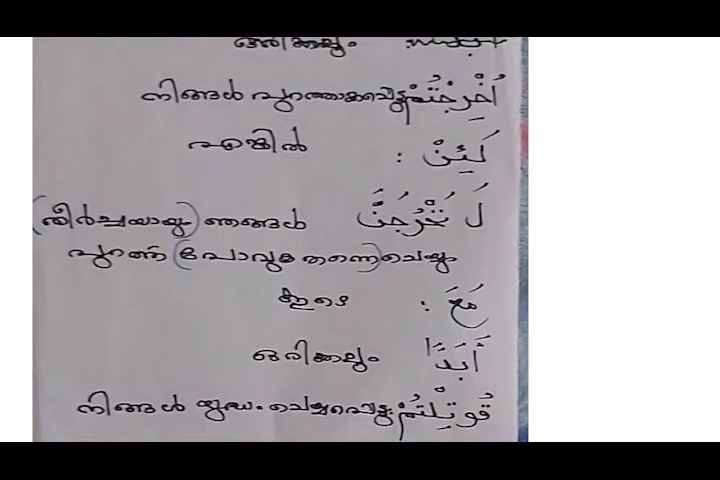 ഒരിക്കലും
أُخْرِجْتُمْ നിങ്ങൾ പുറത്താക്കപ്പെട്ടു
لَئِنْ : എങ്കിൽ
لَنَخْرُجَنَّ (തീർച്ചയായും) ഞങ്ങൾ
പുറത്ത് (പോവുക തന്നെ) ചെയ്യും
مَعَ : കൂടെ
أَبَدًا ഒരിക്കലും
قُوتِلْتُمْ നിങ്ങൾ യുദ്ധം ചെയ്യപ്പെട്ടു